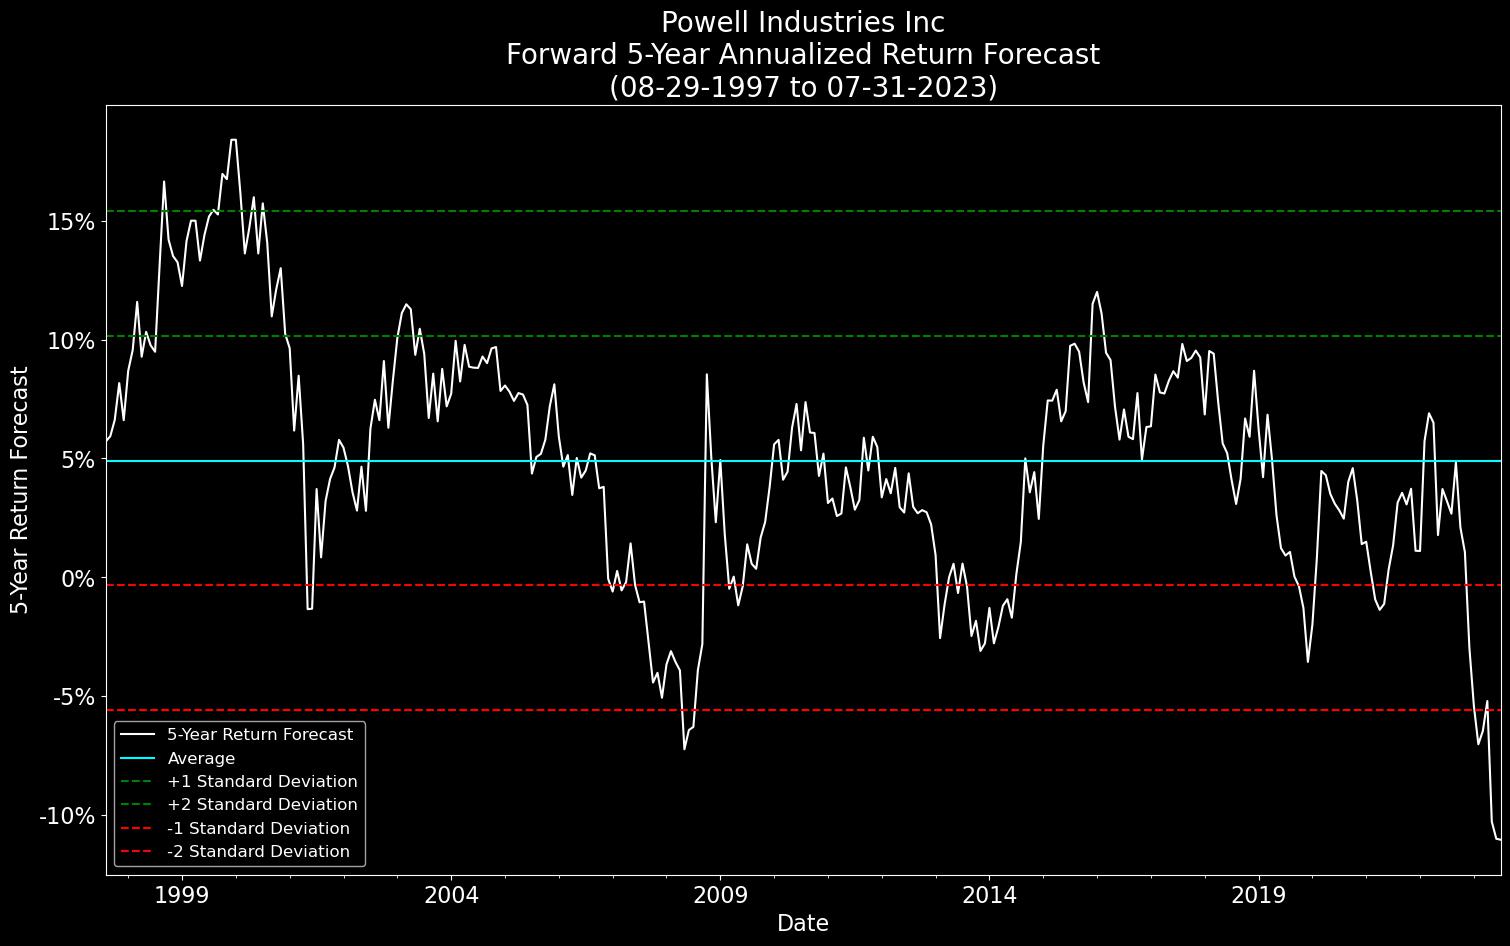 Powell Industries Inc
Forward 5-Year Annualized Return Forecast
(08-29-1997 to 07-31-2023)
5-Year Return Forecast
15%
10%
5%
0%
-5%
-10%
5-Year Return Forecast
Average
+1 Standard Deviation
+2 Standard Deviation
-1 Standard Deviation
-2 Standard Deviation
1999 2004 2009 2014 2019
Date